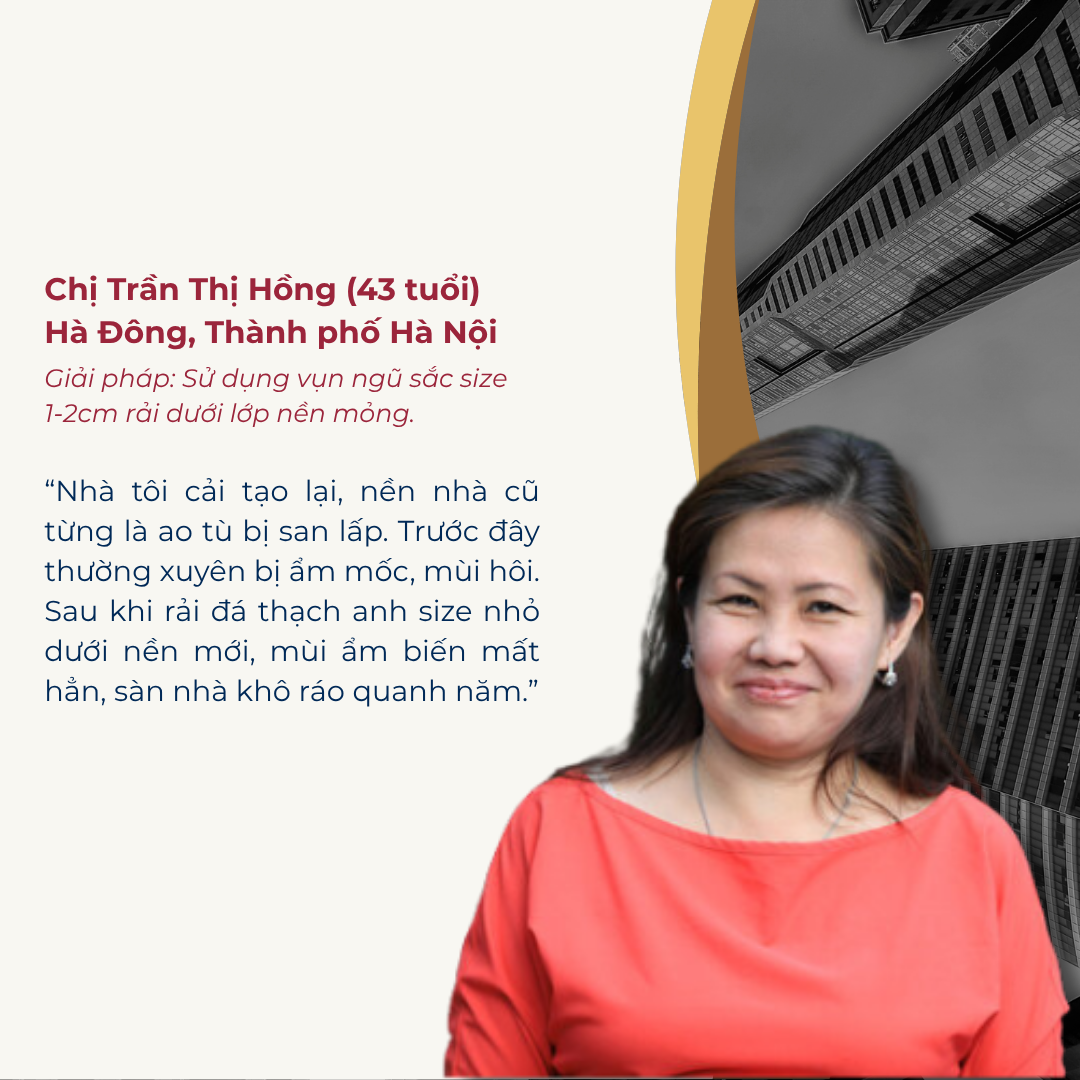 Chị Trần Thị Hồng (43 tuổi)
Hà Đông, Thành phố Hà Nội
Giải pháp: Sử dụng vụn ngũ sắc size
1-2cm rải dưới lớp nền mỏng.
“Nhà tôi cải tạo lại, nền nhà cũ
từng là ao tù bị san lấp. Trước đây
thường xuyên bị ẩm mốc, mùi hôi.
Sau khi rải đá thạch anh size nhỏ
dưới nền mới, mùi ẩm biến mất
hẳn, sàn nhà khô ráo quanh năm.”